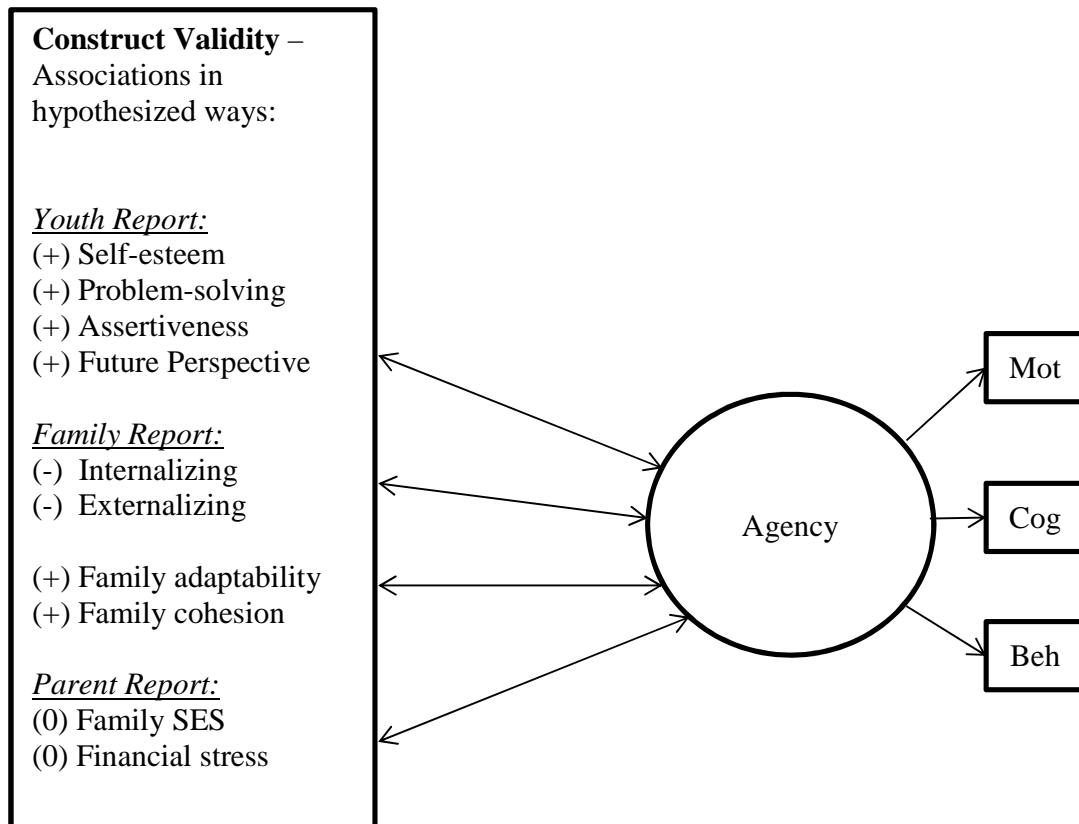 Construct Validity –
Associations in
hypothesized ways:
Youth Report:
(+) Self-esteem
(+) Problem-solving
(+) Assertiveness
(+) Future Perspective
Family Report:
(-) Internalizing
(-) Externalizing
(+) Family adaptability
(+) Family cohesion
Parent Report:
(0) Family SES
(0) Financial stress
Agency
Mot
Cog
Beh